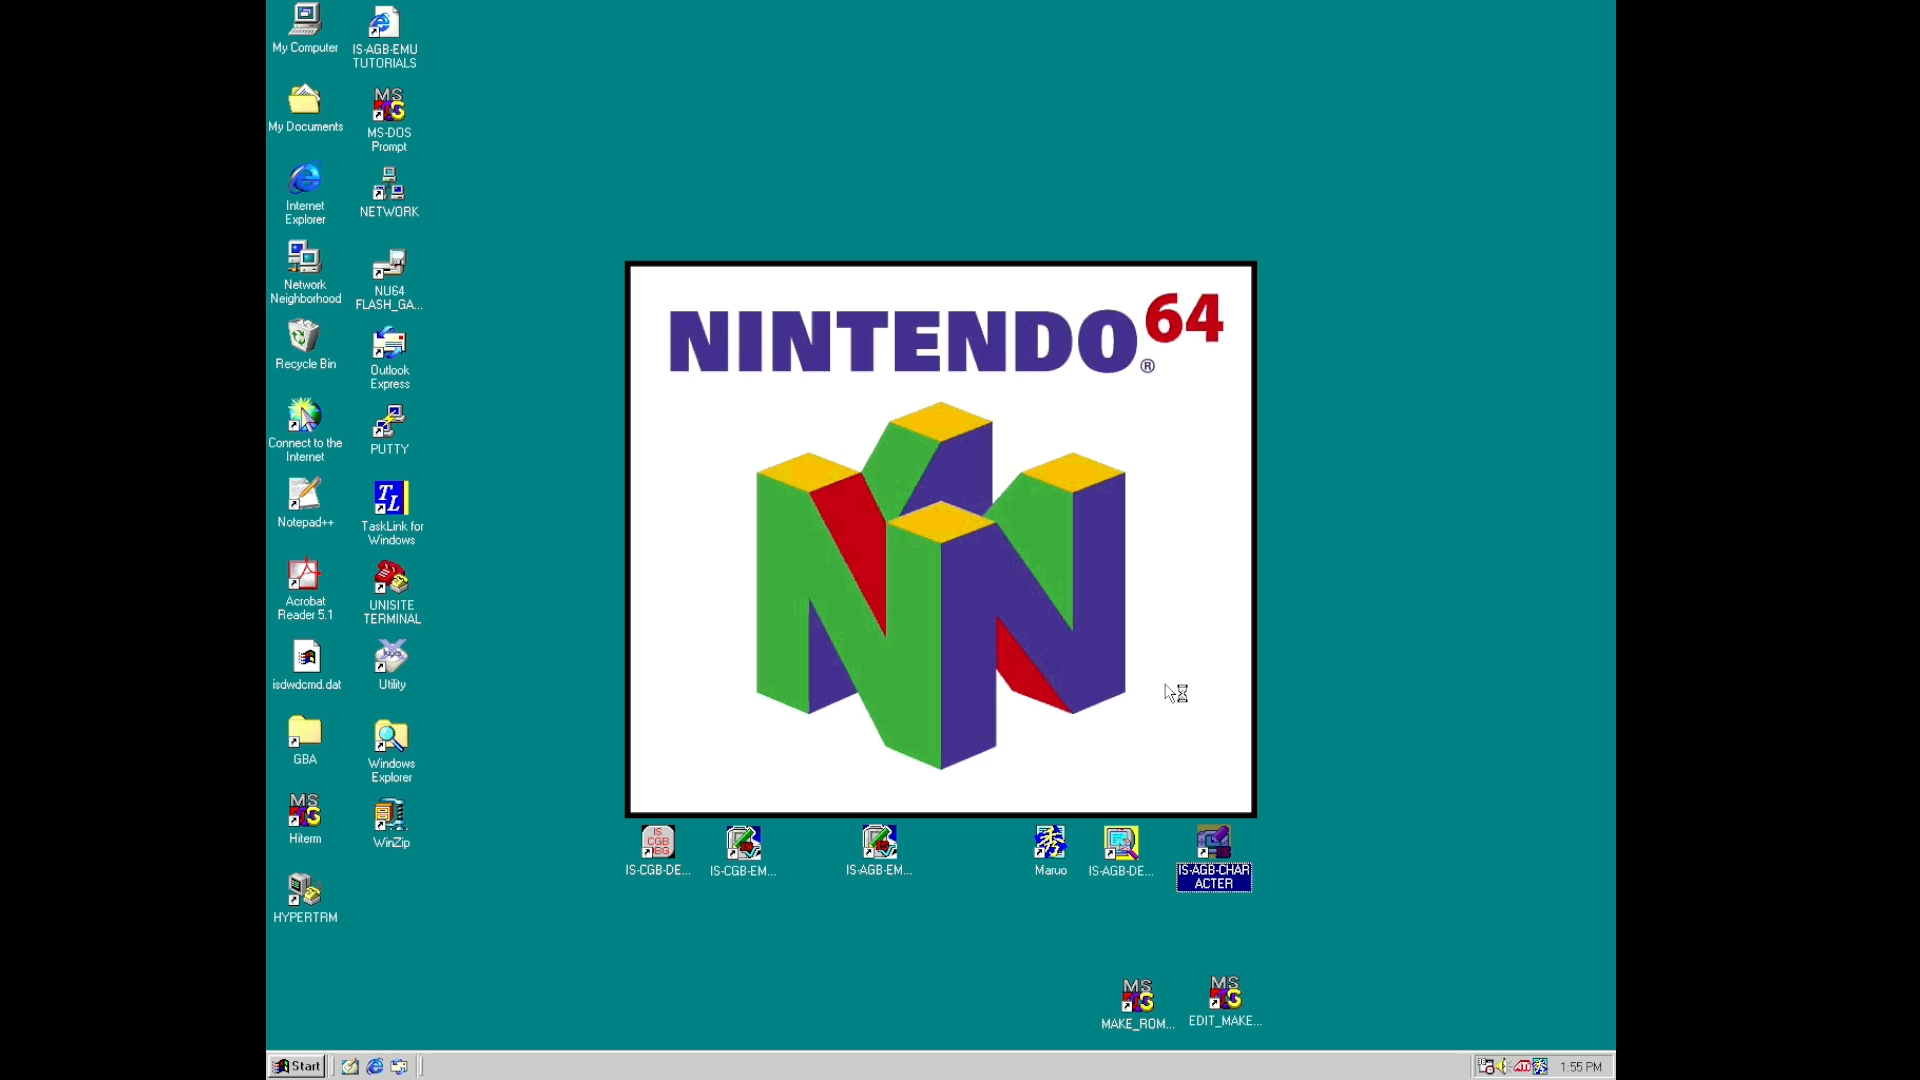 My Computer
IS-AGB-EMU
TUTORIALS
My Documents
MS-DOS
Prompt
Internet
Explorer
NETWORK
Network
Neighborhood
NU64
FLASH_GA...
Recycle Bin
Outlook
Express
Connect to the
Internet
PUTTY
Notepad++
TaskLink for
Windows
Acrobat
Reader 5.1
UNISITE
TERMINAL
isdwdcmd.dat
Utility
GBA
Windows
Explorer
Hiterm
WinZip
HYPERTRM
NINTENDO®64
IS-CGB-DE...
IS-CGB-EM...
IS-AGB-EM...
Maruo
IS-AGB-DE...
IS-AGB-CHAR
ACTER
MAKE_ROM...
EDIT_MAKE...
Start
1:55 PM